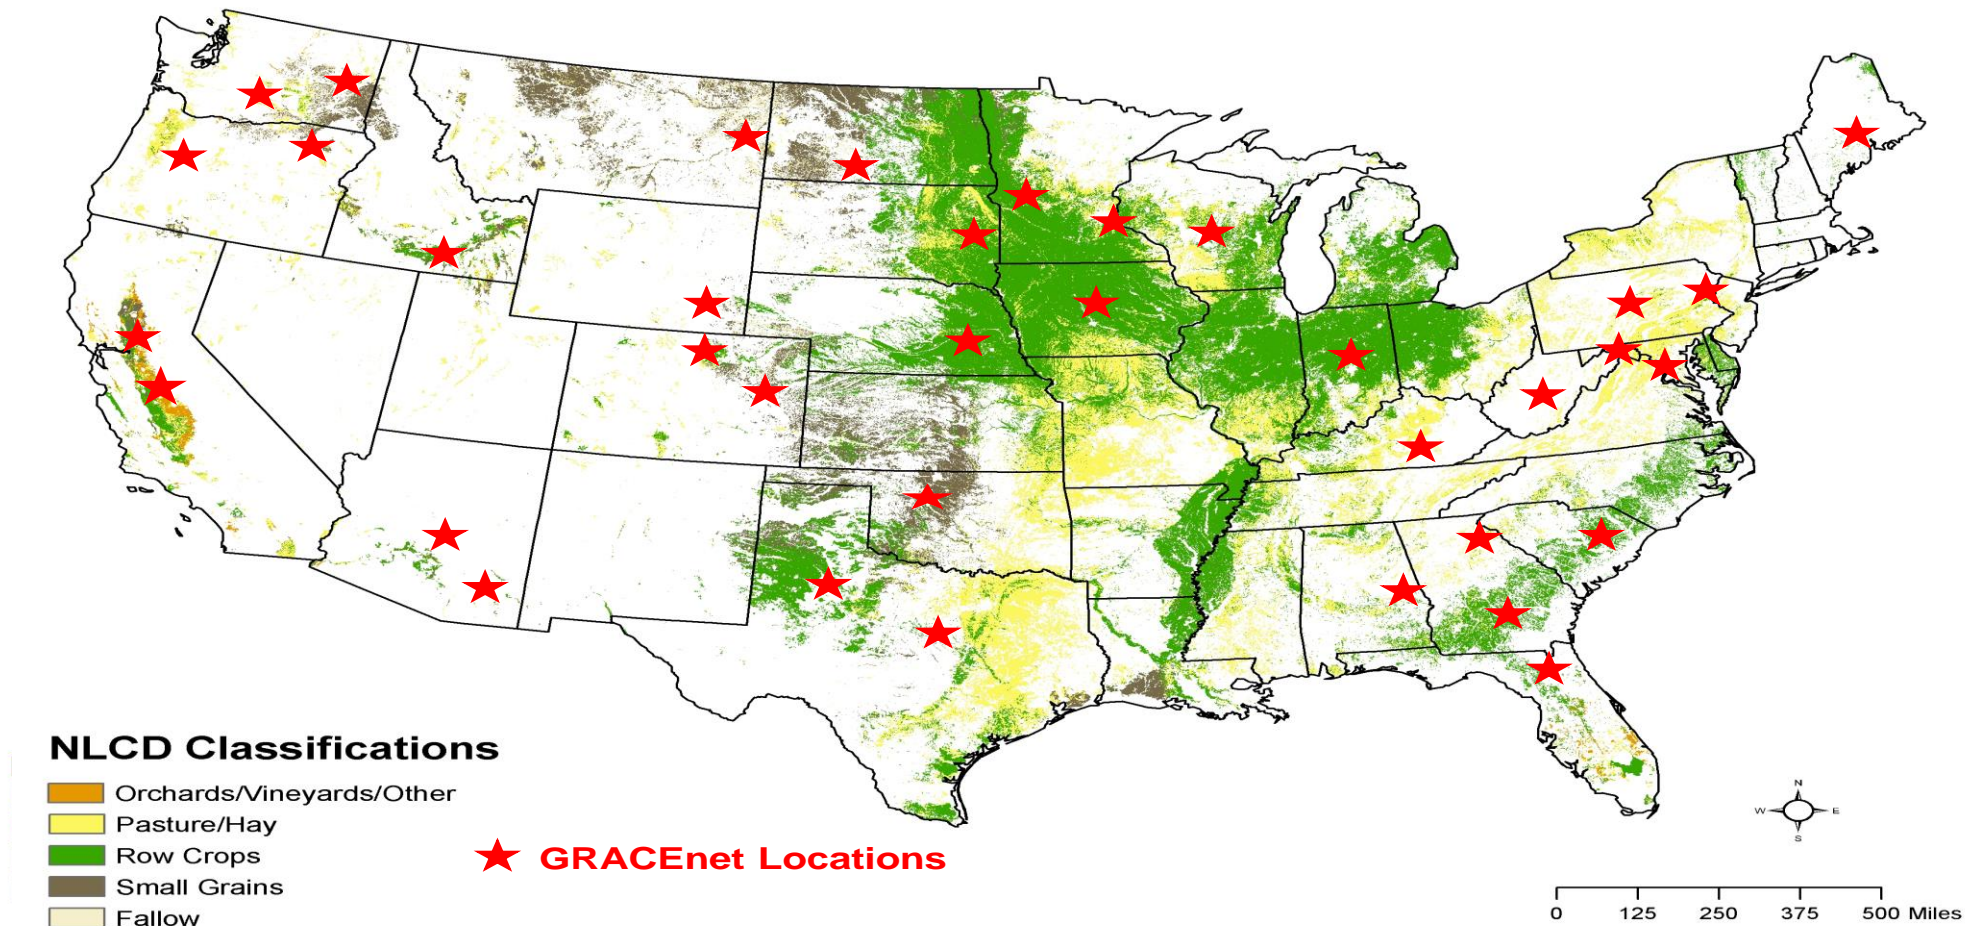 NLCD Classifications
Orchards/Vineyards/Other
Pasture/Hay
Row Crops
Small Grains
Fallow
GRACEnet Locations
N
W E
S
0 125 250 375 500 Miles